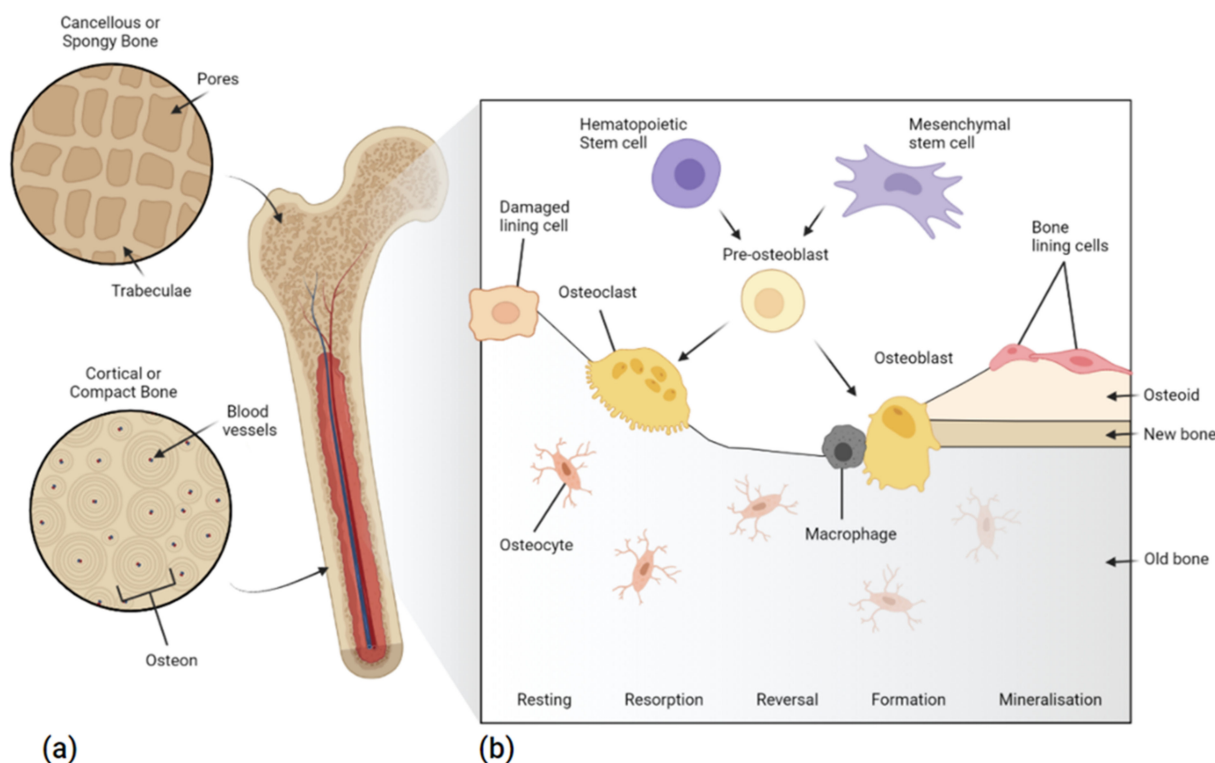 Cancellous or
Spongy Bone
Pores
Trabeculae
Cortical or
Compact Bone
Blood
vessels
Osteon
(a)
Hematopoietic
Stem cell
Mesenchymal
stem cell
Damaged
lining cell
Pre-osteoblast
Bone
lining cells
Osteoclast
Osteoblast
Osteoid
New bone
Osteocyte
Macrophage
Old bone
Resting
Resorption
Reversal
Formation
Mineralisation
(b)